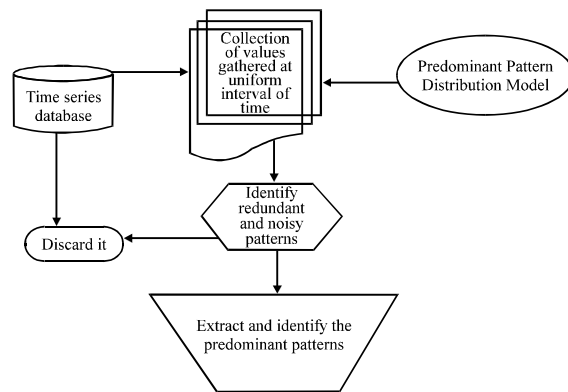 Collection
of values
gathered at
uniform
interval of
time
Predominant Pattern
Distribution Model
Time series
database
Identify
redundant
and noisy
patterns
Discard it
Extract and identify the
predominant patterns